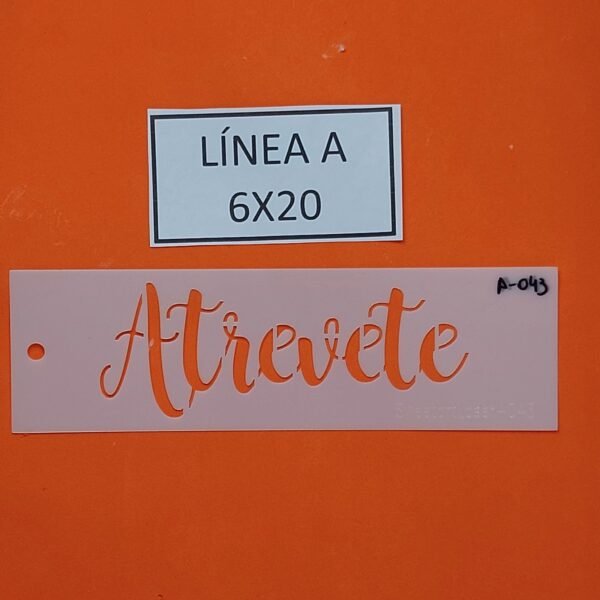 LÍNEA A
6X20
A-043
Atrevete